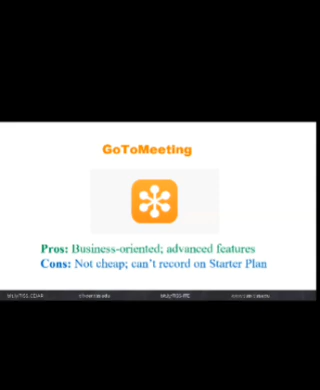 GoToMeeting
Pros: Business-oriented; advanced features
Cons: Not cheap; can't record on Starter Plan